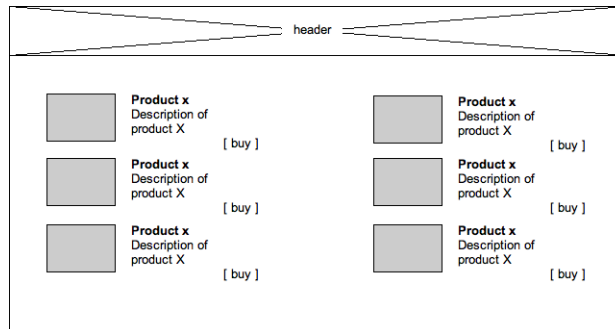 header
Product x
Description of
product X
[ buy ]
Product x
Description of
product X
[ buy ]
Product x
Description of
product X
[ buy ]
Product x
Description of
product X
[ buy ]
Product x
Description of
product X
[ buy ]
Product x
Description of
product X
[ buy ]